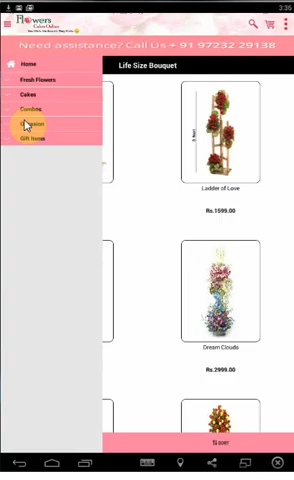 3:35
Flowers
Cakes Online
Need assistance? Call Us + 91 97232 29138
Home
Fresh Flowers
Cakes
Combos
Occasion
Gift Items
Life Size Bouquet
Ladder of Love
Rs.1599.00
Dream Clouds
Rs.2999.00
SORT